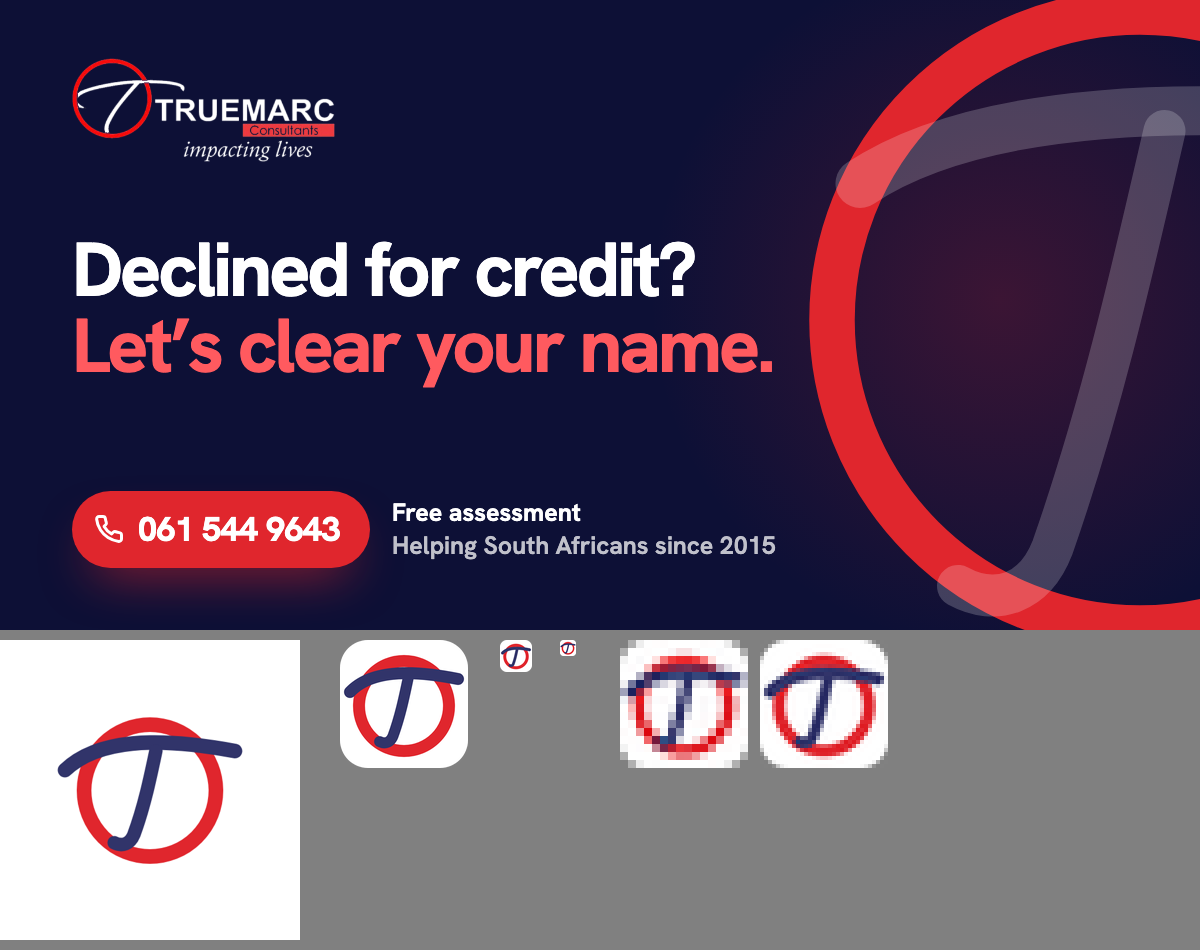 TRUEMARC
Consultants
impacting lives
Declined for credit?
Let’s clear your name.
061 544 9643
Free assessment
Helping South Africans since 2015